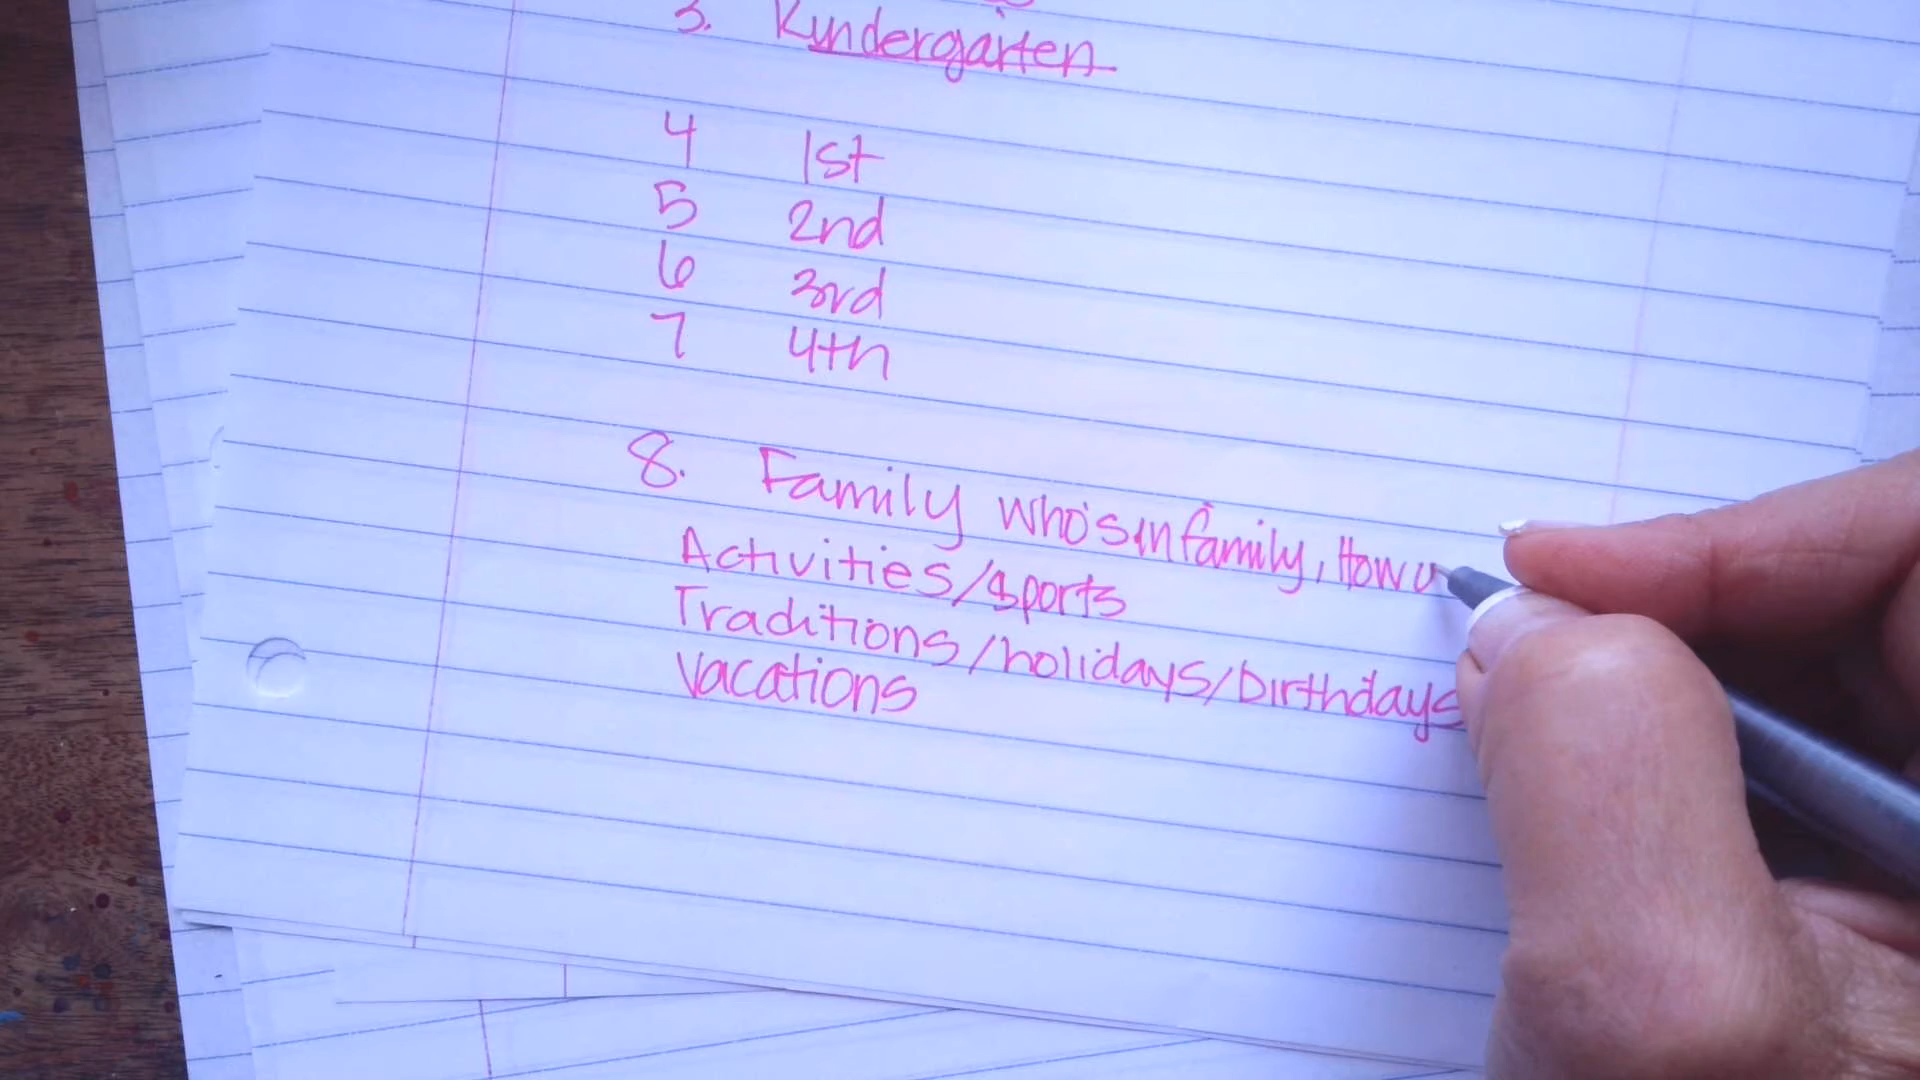 3. Kindergarten
4 1st
5 2nd
6 3rd
7 4th
8. Family who's in family, How
Activities/sports
Traditions/holidays/birthdays
Vacations